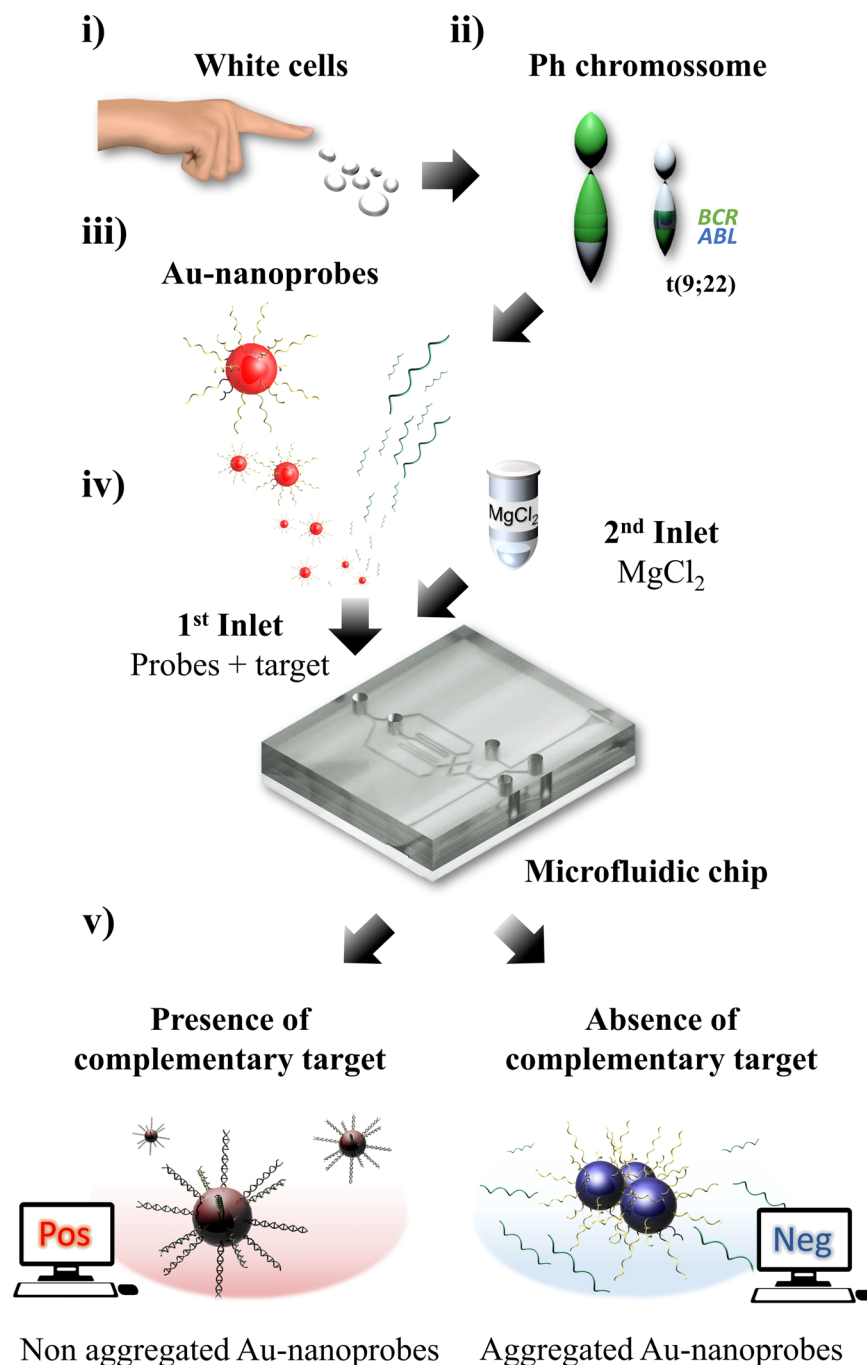 i)
White cells
ii)
Ph chromossome
BCR
ABL
t(9;22)
iii)
Au-nanoprobes
iv)
MgCl₂
2ⁿᵈ Inlet
MgCl₂
1ˢᵗ Inlet
Probes + target
Microfluidic chip
v)
Presence of
complementary target
Absence of
complementary target
Pos
Neg
Non aggregated Au-nanoprobes
Aggregated Au-nanoprobes